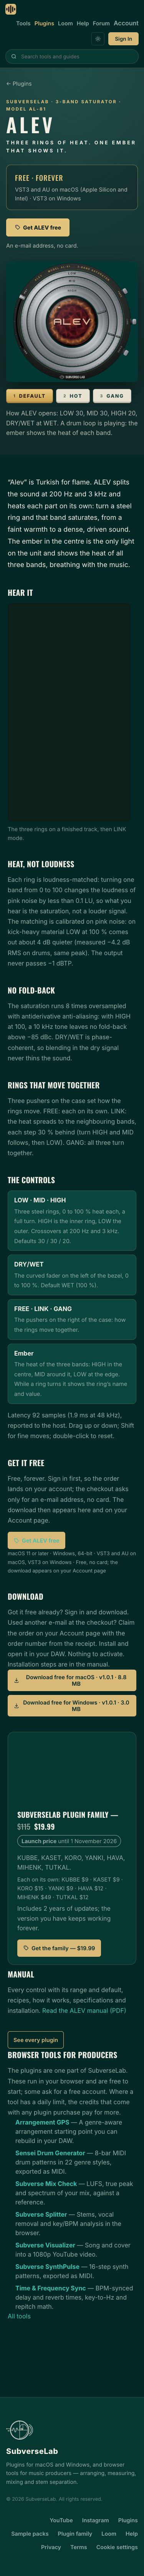 Tools Plugins Loom Help Forum Account
Sign In
Search tools and guides
← Plugins
SUBVERSELAB · 3-BAND SATURATOR · MODEL AL-01
ALEV
THREE RINGS OF HEAT. ONE EMBER THAT SHOWS IT.
FREE · FOREVER
VST3 and AU on macOS (Apple Silicon and Intel) · VST3 on Windows
Get ALEV free
An e-mail address, no card.
ALEV
SUBVERSELAB
1 DEFAULT
2 HOT
3 GANG
How ALEV opens: LOW 30, MID 30, HIGH 20, DRY/WET at WET. A drum loop is playing: the ember shows the heat of each band.
“Alev” is Turkish for flame. ALEV splits the sound at 200 Hz and 3 kHz and heats each part on its own: turn a steel ring and that band saturates, from a faint warmth to a dense, driven sound. The ember in the centre is the only light on the unit and shows the heat of all three bands, breathing with the music.
HEAR IT
The three rings on a finished track, then LINK mode.
HEAT, NOT LOUDNESS
Each ring is loudness-matched: turning one band from 0 to 100 changes the loudness of pink noise by less than 0.1 LU, so what you hear is the saturation, not a louder signal. The matching is calibrated on pink noise: on kick-heavy material LOW at 100 % comes out about 4 dB quieter (measured −4.2 dB RMS on drums, same peak). The output never passes −1 dBTP.
NO FOLD-BACK
The saturation runs 8 times oversampled with antiderivative anti-aliasing: with HIGH at 100, a 10 kHz tone leaves no fold-back above −85 dBc. DRY/WET is phase-coherent, so blending in the dry signal never thins the sound.
RINGS THAT MOVE TOGETHER
Three pushers on the case set how the rings move. FREE: each on its own. LINK: the heat spreads to the neighbouring bands, each step 30 % behind (turn HIGH and MID follows, then LOW). GANG: all three turn together.
THE CONTROLS
LOW · MID · HIGH
Three steel rings, 0 to 100 % heat each, a full turn. HIGH is the inner ring, LOW the outer. Crossovers at 200 Hz and 3 kHz. Defaults 30 / 30 / 20.
DRY/WET
The curved fader on the left of the bezel, 0 to 100 %. Default WET (100 %).
FREE · LINK · GANG
The pushers on the right of the case: how the rings move together.
Ember
The heat of the three bands: HIGH in the centre, MID around it, LOW at the edge. While a ring turns it shows the ring’s name and value.
Latency 92 samples (1.9 ms at 48 kHz), reported to the host. Drag up or down; Shift for fine moves; double-click to reset.
GET IT FREE
Free, forever. Sign in first, so the order lands on your account. The checkout asks only for an e-mail address, no card. The download then appears here and on your Account page.
Get ALEV free
macOS 11 or later · Windows, 64-bit · VST3 and AU on macOS, VST3 on Windows · Free, no card; the download appears on your Account page
DOWNLOAD
Got it free already? Sign in and download. Used another e-mail at the checkout? Claim the order on your Account page with the order number from the receipt. Install and open it in your DAW. Nothing to activate. Installation steps are in the manual.
Download free for macOS · v1.0.1 · 8.8 MB
Download free for Windows · v1.0.1 · 3.0 MB
SUBVERSELAB PLUGIN FAMILY — $115 $19.99
Launch price until 1 November 2026
KUBBE, KASET, KORO, YANKI, HAVA, MIHENK, TUTKAL.
Each on its own: KUBBE $9 · KASET $9 · KORO $15 · YANKI $9 · HAVA $12 · MIHENK $49 · TUTKAL $12
Includes 2 years of updates; the version you have keeps working forever.
Get the family — $19.99
MANUAL
Every control with its range and default, recipes, how it works, specifications and installation. Read the ALEV manual (PDF)
See every plugin
BROWSER TOOLS FOR PRODUCERS
The plugins are one part of SubverseLab. These run in your browser and are free to start; some ask for a free account. Where a tool has a daily limit, the credits that come with any plugin purchase pay for more.
Arrangement GPS — A genre-aware arrangement starting point you can rebuild in your DAW.
Sensei Drum Generator — 8-bar MIDI drum patterns in 22 genre styles, exported as MIDI.
Subverse Mix Check — LUFS, true peak and spectrum of your mix, against a reference.
Subverse Splitter — Stems, vocal removal and key/BPM analysis in the browser.
Subverse Visualizer — Song and cover into a 1080p YouTube video.
Subverse SynthPulse — 16-step synth patterns, exported as MIDI.
Time & Frequency Sync — BPM-synced delay and reverb times, key-to-Hz and repitch math.
All tools
SubverseLab
Plugins for macOS and Windows, and browser tools for music producers — arranging, measuring, mixing and stem separation.
© 2026 SubverseLab. All rights reserved.
YouTube Instagram Plugins
Sample packs Plugin family Loom Help
Privacy Terms Cookie settings